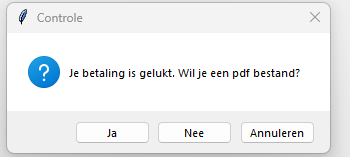 Controle
Je betaling is gelukt. Wil je een pdf bestand?
Ja Nee Annuleren